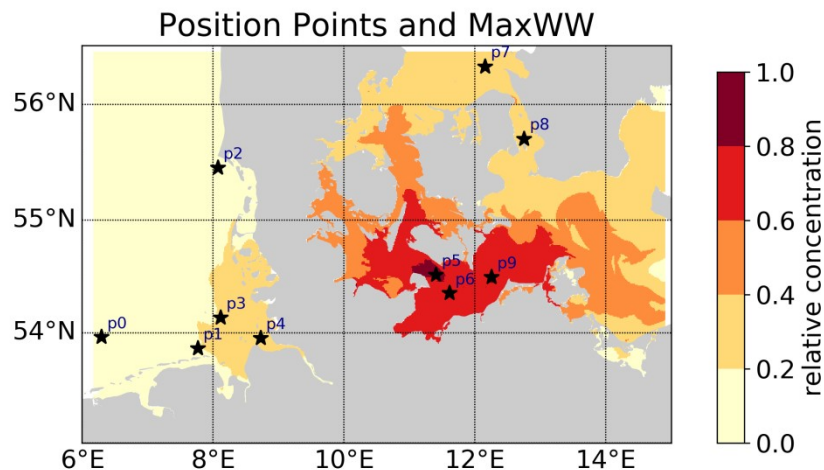 Position Points and MaxWW
p7
1.0
56°N
p8
0.8
p2
relative concentration
55°N
0.6
p5
p9
p6
0.4
p3
54°N
p0
p4
p1
0.2
0.0
6°E
8°E
10°E
12°E
14°E